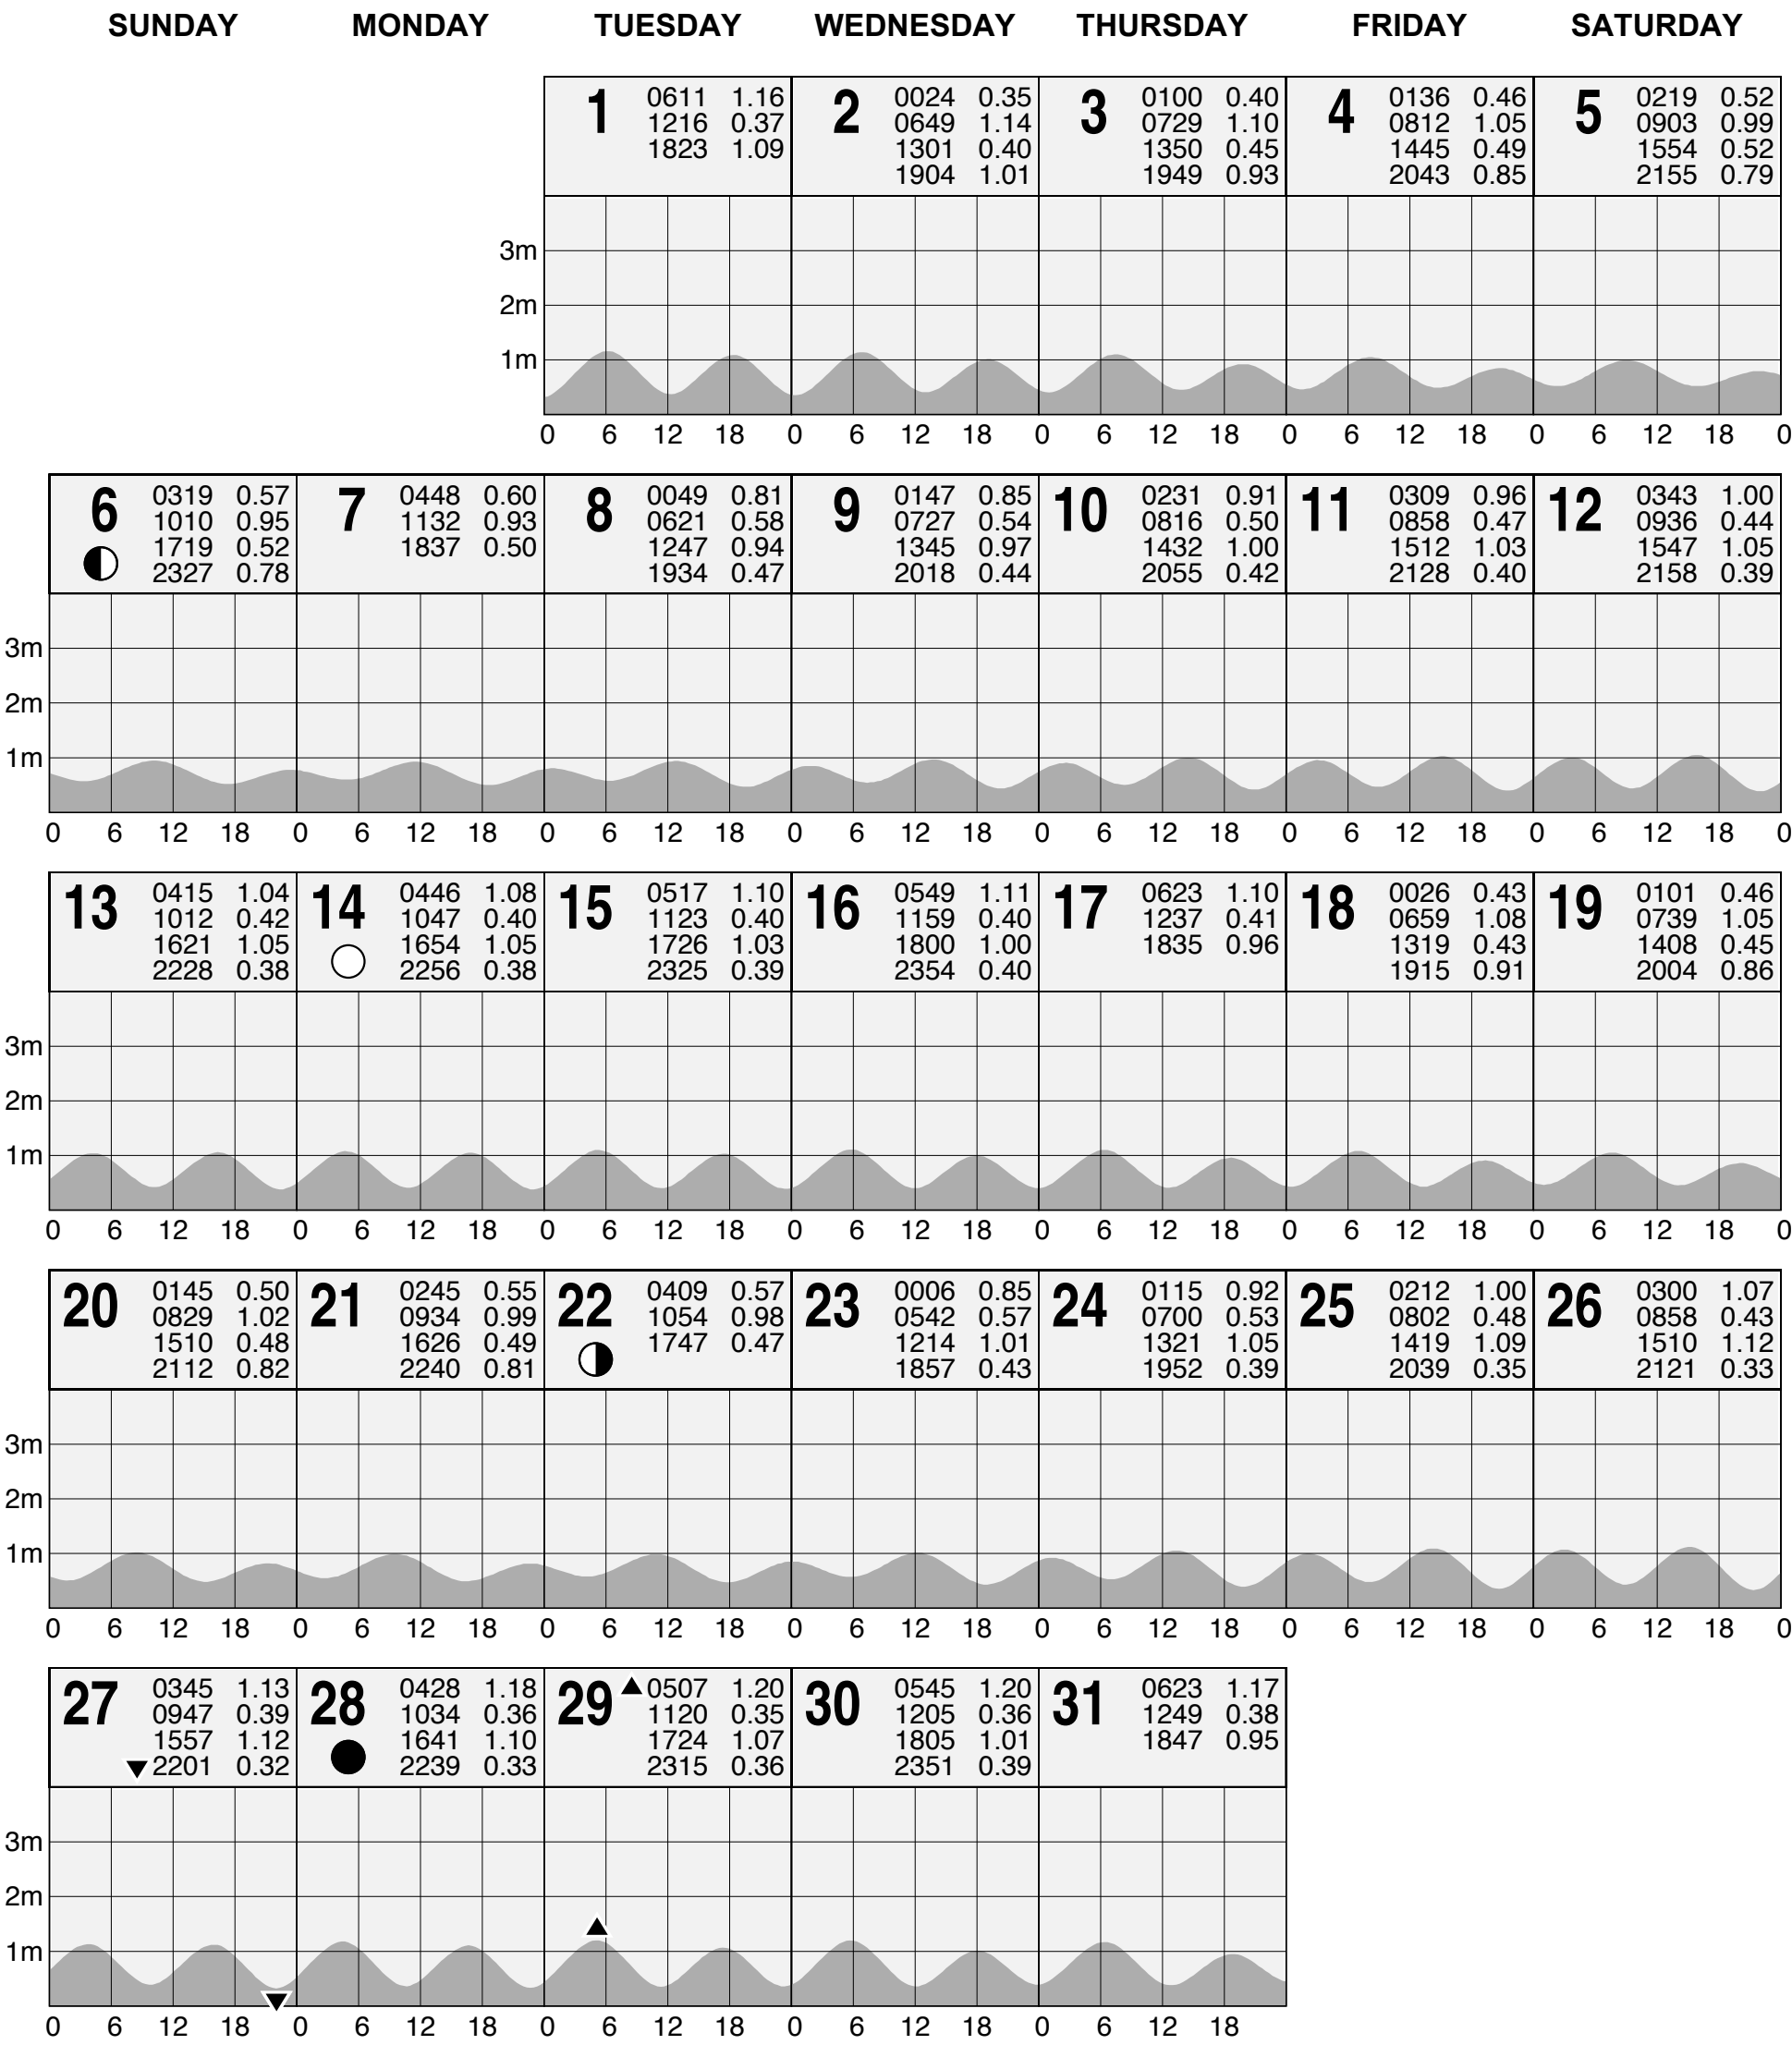 SUNDAY MONDAY TUESDAY WEDNESDAY THURSDAY FRIDAY SATURDAY
1 0611 1.16
1216 0.37
1823 1.09
2 0024 0.35
0649 1.14
1301 0.40
1904 1.01
3 0100 0.40
0729 1.10
1350 0.45
1949 0.93
4 0136 0.46
0812 1.05
1445 0.49
2043 0.85
5 0219 0.52
0903 0.99
1554 0.52
2155 0.79
3m
2m
1m
0 6 12 18 0 6 12 18 0 6 12 18 0 6 12 18 0 6 12 18 0
6 0319 0.57
1010 0.95
1719 0.52
2327 0.78
7 0448 0.60
1132 0.93
1837 0.50
8 0049 0.81
0621 0.58
1247 0.94
1934 0.47
9 0147 0.85
0727 0.54
1345 0.97
2018 0.44
10 0231 0.91
0816 0.50
1432 1.00
2055 0.42
11 0309 0.96
0858 0.47
1512 1.03
2128 0.40
12 0343 1.00
0936 0.44
1547 1.05
2158 0.39
3m
2m
1m
0 6 12 18 0 6 12 18 0 6 12 18 0 6 12 18 0 6 12 18 0 6 12 18 0 6 12 18 0
13 0415 1.04
1012 0.42
1621 1.05
2228 0.38
14 0446 1.08
1047 0.40
1654 1.05
2256 0.38
15 0517 1.10
1123 0.40
1726 1.03
2325 0.39
16 0549 1.11
1159 0.40
1800 1.00
2354 0.40
17 0623 1.10
1237 0.41
1835 0.96
18 0026 0.43
0659 1.08
1319 0.43
1915 0.91
19 0101 0.46
0739 1.05
1408 0.45
2004 0.86
3m
2m
1m
0 6 12 18 0 6 12 18 0 6 12 18 0 6 12 18 0 6 12 18 0 6 12 18 0 6 12 18 0
20 0145 0.50
0829 1.02
1510 0.48
2112 0.82
21 0245 0.55
0934 0.99
1626 0.49
2240 0.81
22 0409 0.57
1054 0.98
1747 0.47
23 0006 0.85
0542 0.57
1214 1.01
1857 0.43
24 0115 0.92
0700 0.53
1321 1.05
1952 0.39
25 0212 1.00
0802 0.48
1419 1.09
2039 0.35
26 0300 1.07
0858 0.43
1510 1.12
2121 0.33
3m
2m
1m
0 6 12 18 0 6 12 18 0 6 12 18 0 6 12 18 0 6 12 18 0 6 12 18 0 6 12 18 0
27 0345 1.13
0947 0.39
1557 1.12
2201 0.32
28 0428 1.18
1034 0.36
1641 1.10
2239 0.33
29 0507 1.20
1120 0.35
1724 1.07
2315 0.36
30 0545 1.20
1205 0.36
1805 1.01
2351 0.39
31 0623 1.17
1249 0.38
1847 0.95
3m
2m
1m
0 6 12 18 0 6 12 18 0 6 12 18 0 6 12 18 0 6 12 18